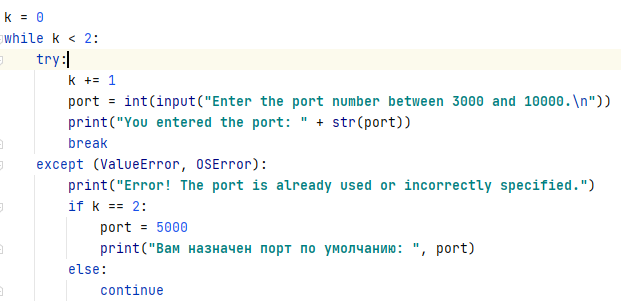 k = 0
while k < 2:
    try:
        k += 1
        port = int(input("Enter the port number between 3000 and 10000.\n"))
        print("You entered the port: " + str(port))
        break
    except (ValueError, OSError):
        print("Error! The port is already used or incorrectly specified.")
        if k == 2:
            port = 5000
            print("Вам назначен порт по умолчанию: ", port)
        else:
            continue